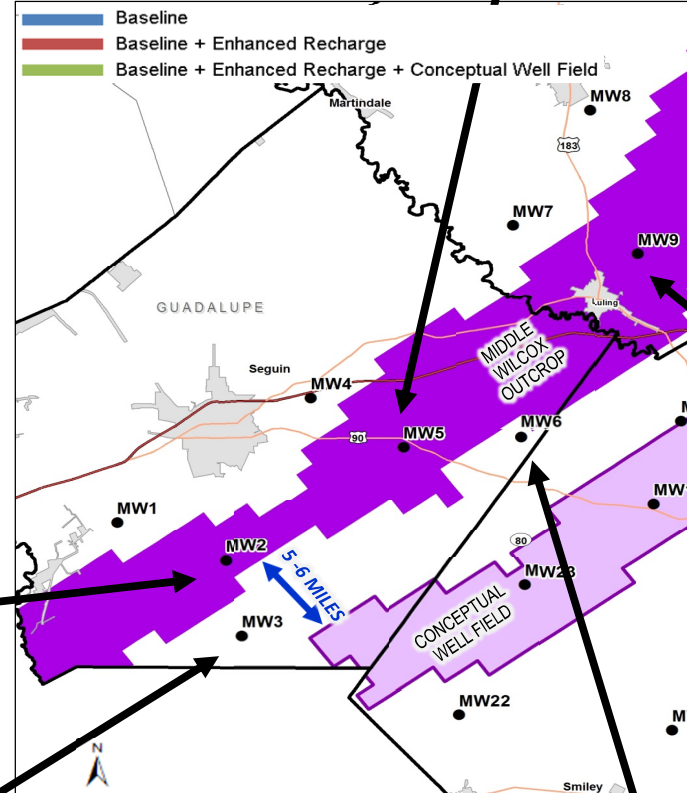 Baseline
Baseline + Enhanced Recharge
Baseline + Enhanced Recharge + Conceptual Well Field
Martindale
MW8
183
MW7
MW9
GUADALUPE
Luling
MIDDLE
WILCOX
OUTCROP
Seguin
MW4
MW6
90
MW5
MW1
MW1
80
MW2
5 -6 MILES
MW23
CONCEPTUAL
WELL FIELD
MW3
MW22
N
Smiley